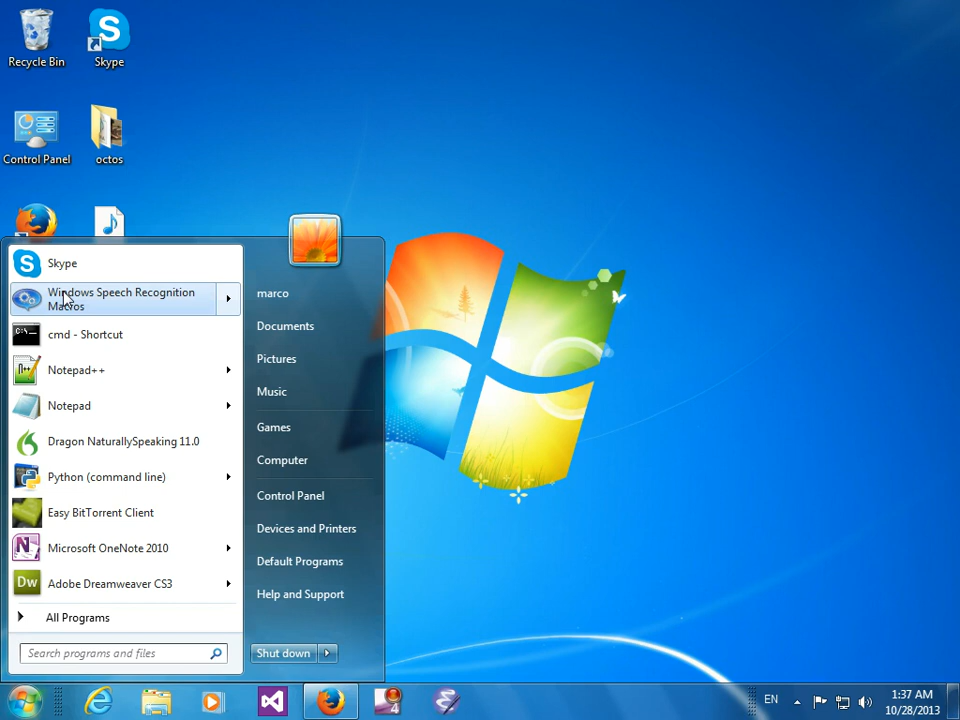 Recycle Bin
Skype
Control Panel
octos
Skype
Windows Speech Recognition
Macros
cmd - Shortcut
Notepad++
Notepad
Dragon NaturallySpeaking 11.0
Python (command line)
Easy BitTorrent Client
Microsoft OneNote 2010
Adobe Dreamweaver CS3
All Programs
Search programs and files
marco
Documents
Pictures
Music
Games
Computer
Control Panel
Devices and Printers
Default Programs
Help and Support
Shut down
EN
1:37 AM
10/28/2013